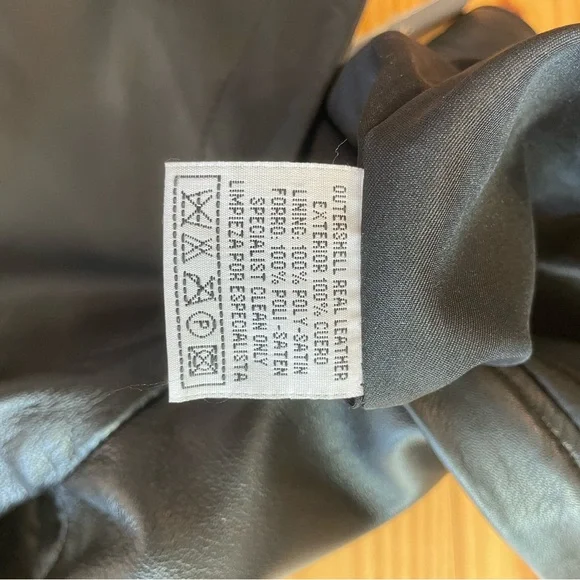 OUTERSHELL REAL LEATHER
EXTERIOR 100% CUERO
LINING: 100% POLY-SATIN
FORRO: 100% POLI-SATEN
SPECIALIST CLEAN ONLY
LIMPIEZA POR ESPECIALISTA
P